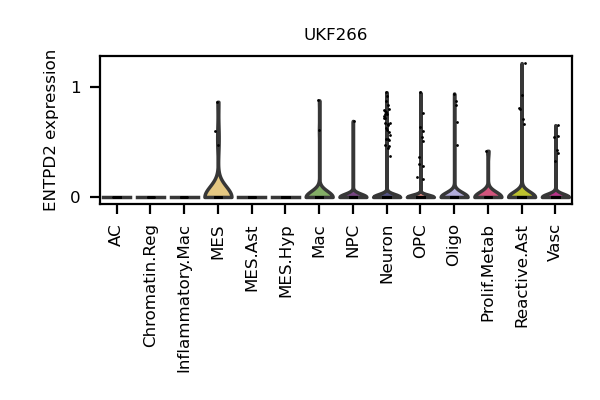 UKF266
ENTPD2 expression
1
0
AC
Chromatin.Reg
Inflammatory.Mac
MES
MES.Ast
MES.Hyp
Mac
NPC
Neuron
OPC
Oligo
Prolif.Metab
Reactive.Ast
Vasc